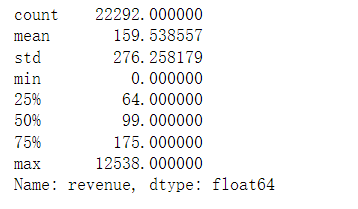 count    22292.000000
mean       159.538557
std        276.258179
min          0.000000
25%         64.000000
50%         99.000000
75%        175.000000
max      12538.000000
Name: revenue, dtype: float64